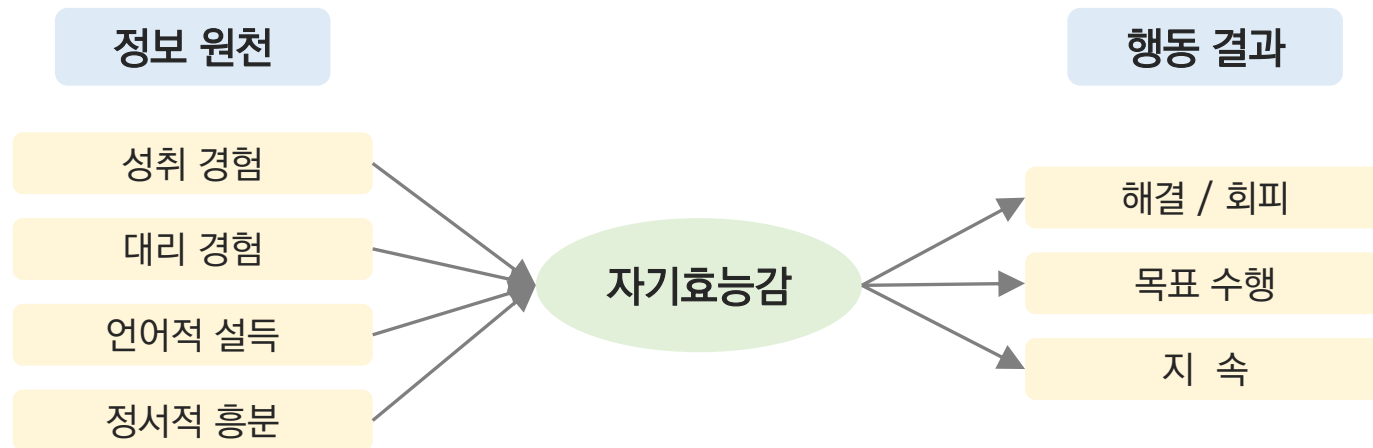 정보 원천
행동 결과
성취 경험
대리 경험
언어적 설득
정서적 흥분
자기효능감
해결 / 회피
목표 수행
지 속